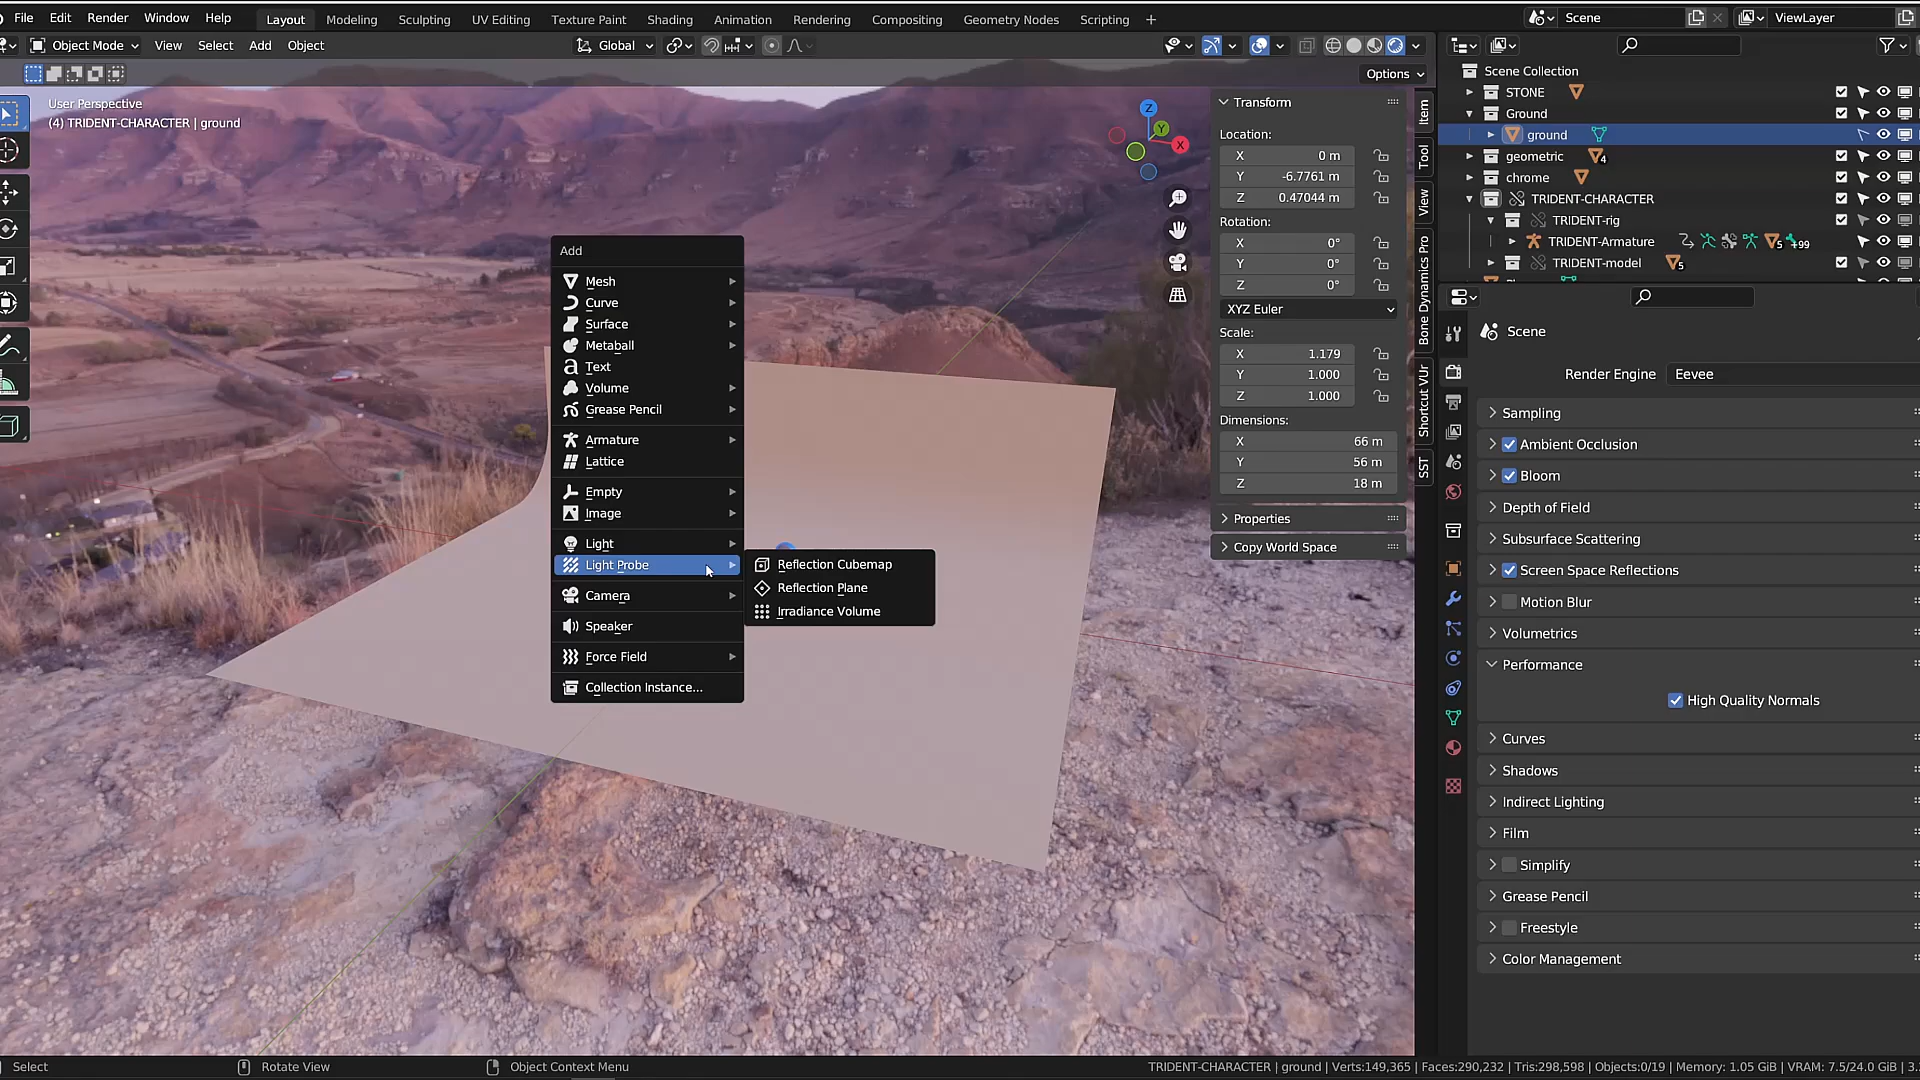 File Edit Render Window Help Layout Modeling Sculpting UV Editing Texture Paint Shading Animation Rendering Compositing Geometry Nodes Scripting + Scene ViewLayer
Object Mode View Select Add Object Global
Options
User Perspective
(4) TRIDENT-CHARACTER | ground
Z
Y
X
Add
Mesh
Curve
Surface
Metaball
Text
Volume
Grease Pencil
Armature
Lattice
Empty
Image
Light
Light Probe
Camera
Speaker
Force Field
Collection Instance...
Reflection Cubemap
Reflection Plane
Irradiance Volume
Transform
Location:
X 0 m
Y -6.7761 m
Z 0.47044 m
Rotation:
X 0°
Y 0°
Z 0°
XYZ Euler
Scale:
X 1.179
Y 1.000
Z 1.000
Dimensions:
X 66 m
Y 56 m
Z 18 m
Properties
Copy World Space
Item
Tool
View
Bone Dynamics Pro
Shortcut VUr
SST
Scene Collection
STONE
Ground
ground
geometric 4
chrome
TRIDENT-CHARACTER
TRIDENT-rig
TRIDENT-Armature 5 +99
TRIDENT-model 5
Scene
Render Engine Eevee
Sampling
Ambient Occlusion
Bloom
Depth of Field
Subsurface Scattering
Screen Space Reflections
Motion Blur
Volumetrics
Performance
High Quality Normals
Curves
Shadows
Indirect Lighting
Film
Simplify
Grease Pencil
Freestyle
Color Management
Select Rotate View Object Context Menu TRIDENT-CHARACTER | ground | Verts:149,365 | Faces:290,232 | Tris:298,598 | Objects:0/19 | Memory: 1.05 GiB | VRAM: 7.5/24.0 GiB | 3.